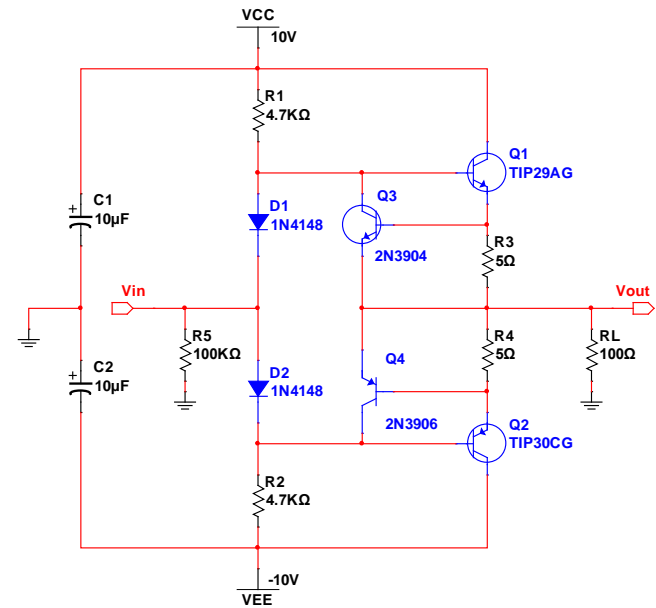 VCC
10V
R1
4.7KΩ
Q1
TIP29AG
Q3
C1
+
10µF
D1
1N4148
2N3904
R3
5Ω
Vin
Vout
R5
100KΩ
R4
5Ω
RL
100Ω
Q4
C2
+
10µF
D2
1N4148
2N3906
Q2
TIP30CG
R2
4.7KΩ
-10V
VEE